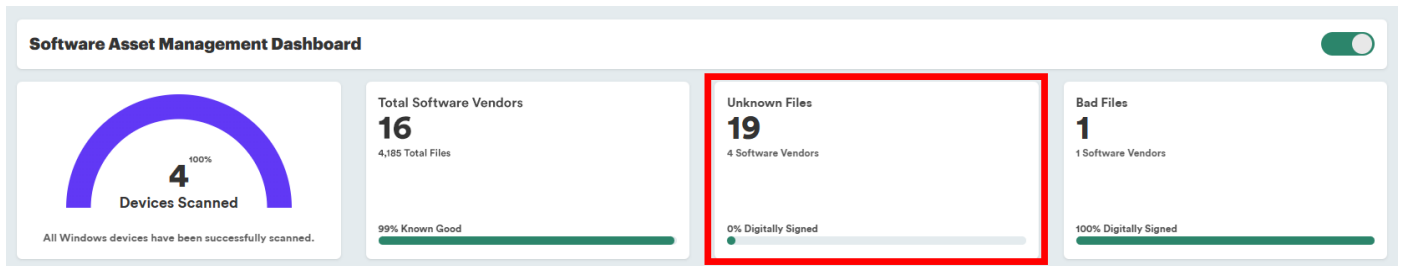 Software Asset Management Dashboard
100%
4
Devices Scanned
All Windows devices have been successfully scanned.
Total Software Vendors
16
4,185 Total Files
99% Known Good
Unknown Files
19
4 Software Vendors
0% Digitally Signed
Bad Files
1
1 Software Vendors
100% Digitally Signed